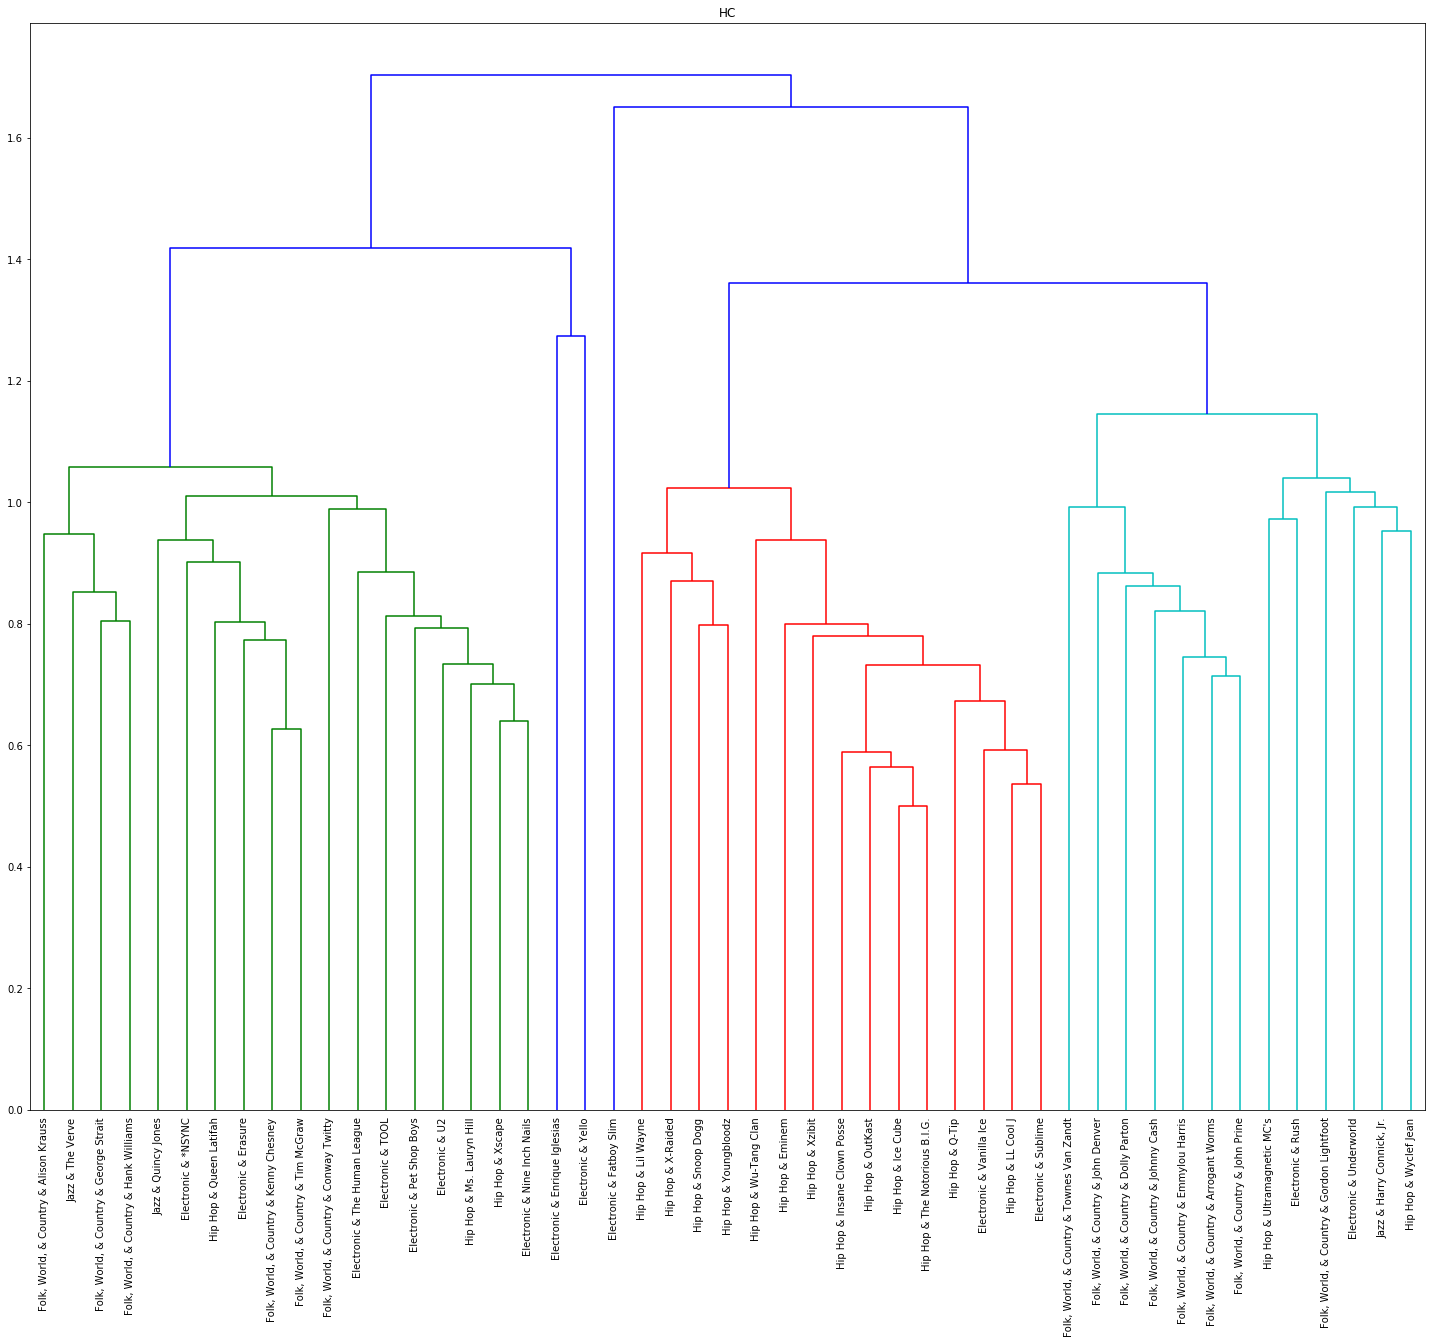 HC
1.6
1.4
1.2
1.0
0.8
0.6
0.4
0.2
0.0
Folk, World, & Country & Alison Krauss
Jazz & The Verve
Folk, World, & Country & George Strait
Folk, World, & Country & Hank Williams
Jazz & Quincy Jones
Electronic & *NSYNC
Hip Hop & Queen Latifah
Electronic & Erasure
Folk, World, & Country & Kenny Chesney
Folk, World, & Country & Tim McGraw
Folk, World, & Country & Conway Twitty
Electronic & The Human League
Electronic & TOOL
Electronic & Pet Shop Boys
Electronic & U2
Hip Hop & Ms. Lauryn Hill
Hip Hop & Xscape
Electronic & Nine Inch Nails
Electronic & Enrique Iglesias
Electronic & Yello
Electronic & Fatboy Slim
Hip Hop & Lil Wayne
Hip Hop & X-Raided
Hip Hop & Snoop Dogg
Hip Hop & Youngbloodz
Hip Hop & Wu-Tang Clan
Hip Hop & Eminem
Hip Hop & Xzibit
Hip Hop & Insane Clown Posse
Hip Hop & OutKast
Hip Hop & Ice Cube
Hip Hop & The Notorious B.I.G.
Hip Hop & Q-Tip
Electronic & Vanilla Ice
Hip Hop & LL Cool J
Electronic & Sublime
Folk, World, & Country & Townes Van Zandt
Folk, World, & Country & John Denver
Folk, World, & Country & Dolly Parton
Folk, World, & Country & Johnny Cash
Folk, World, & Country & Emmylou Harris
Folk, World, & Country & Arrogant Worms
Folk, World, & Country & John Prine
Hip Hop & Ultramagnetic MC's
Electronic & Rush
Folk, World, & Country & Gordon Lightfoot
Electronic & Underworld
Jazz & Harry Connick, Jr.
Hip Hop & Wyclef Jean